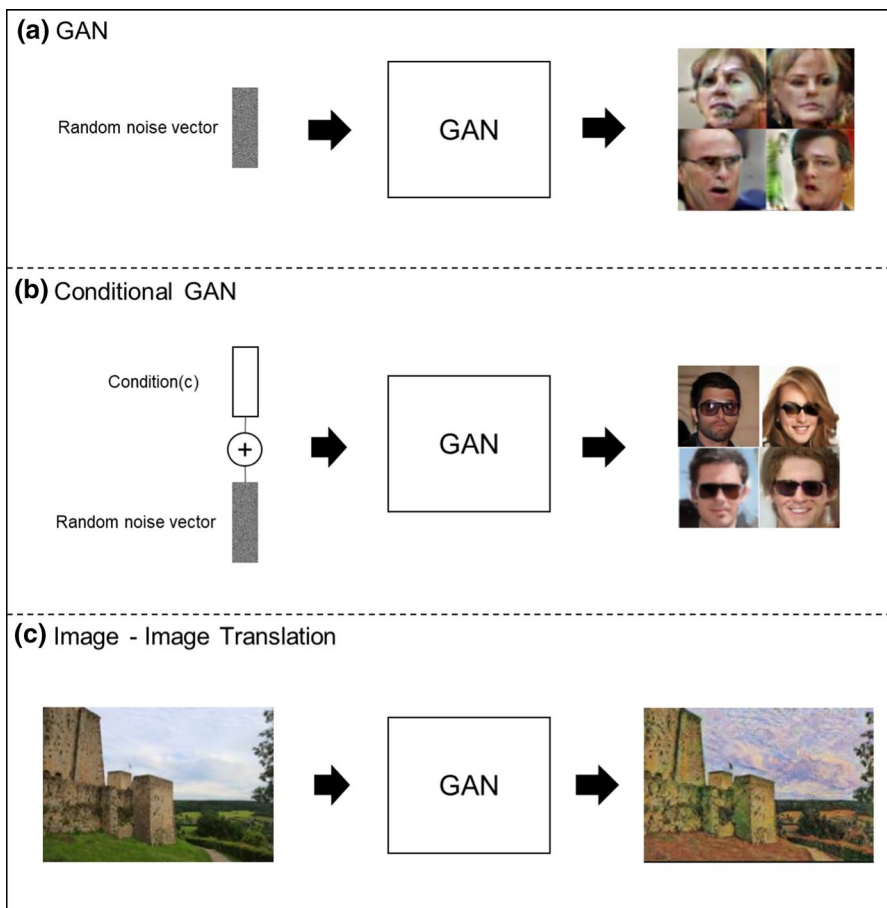 (a) GAN
Random noise vector
GAN
(b) Conditional GAN
Condition(c)
+
Random noise vector
GAN
(c) Image - Image Translation
GAN